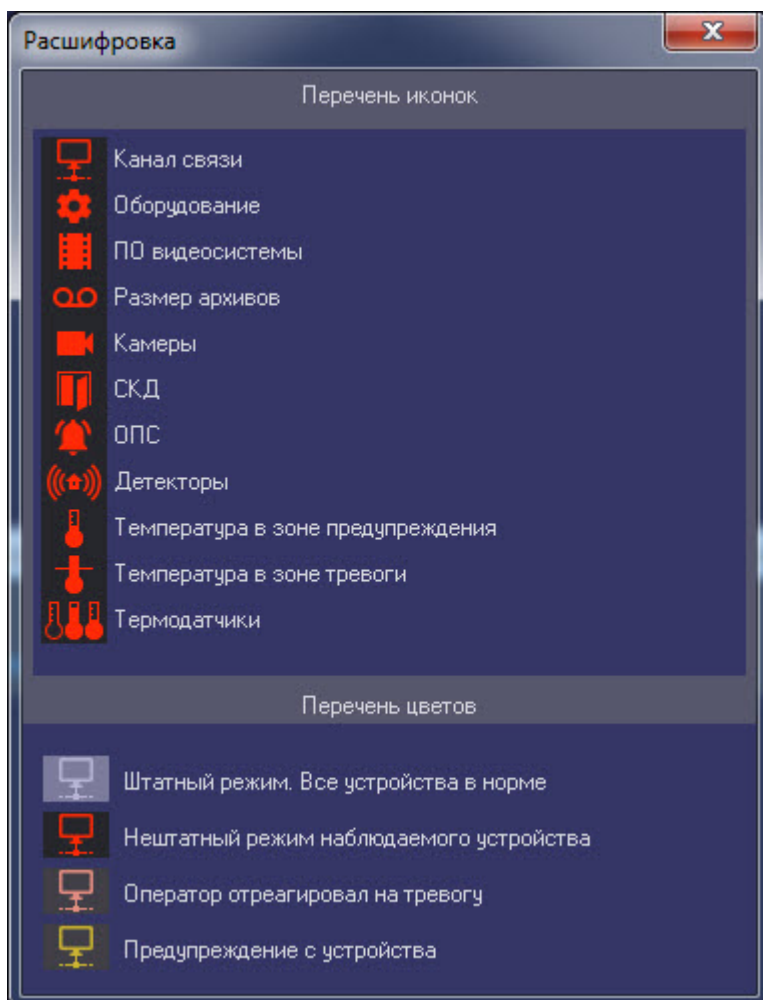 Расшифровка
Перечень иконок
Канал связи
Оборудование
ПО видеосистемы
Размер архивов
Камеры
СКД
ОПС
Детекторы
Температура в зоне предупреждения
Температура в зоне тревоги
Термодатчики
Перечень цветов
Штатный режим. Все устройства в норме
Нештатный режим наблюдаемого устройства
Оператор отреагировал на тревогу
Предупреждение с устройства